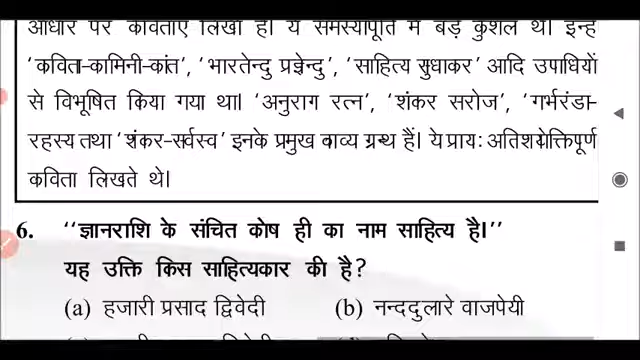 आधार पर कविताएँ लिखी हैं। ये समस्यापूर्ति में बड़े कुशल थे। इन्हें
‘कविता-कामिनी-कांत’, ‘भारतेन्दु प्रज्ञेन्दु’, ‘साहित्य सुधाकर’ आदि उपाधियों
से विभूषित किया गया था। ‘अनुराग रत्न’, ‘शंकर सरोज’, ‘गर्भरंडा-
रहस्य तथा ‘शंकर-सर्वस्व’ इनके प्रमुख काव्य ग्रन्थ हैं। ये प्राय: अतिशयोक्तिपूर्ण
कविता लिखते थे।
6. ‘‘ज्ञानराशि के संचित कोष ही का नाम साहित्य है।’’
यह उक्ति किस साहित्यकार की है?
(a) हजारी प्रसाद द्विवेदी (b) नन्ददुलारे वाजपेयी